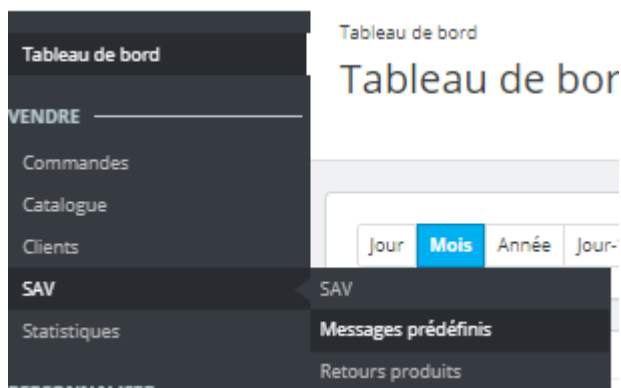 Tableau de bord
VENDRE
Commandes
Catalogue
Clients
SAV
Statistiques
Tableau de bord
Tableau de bor
Jour Mois Année Jour-
SAV
Messages prédéfinis
Retours produits